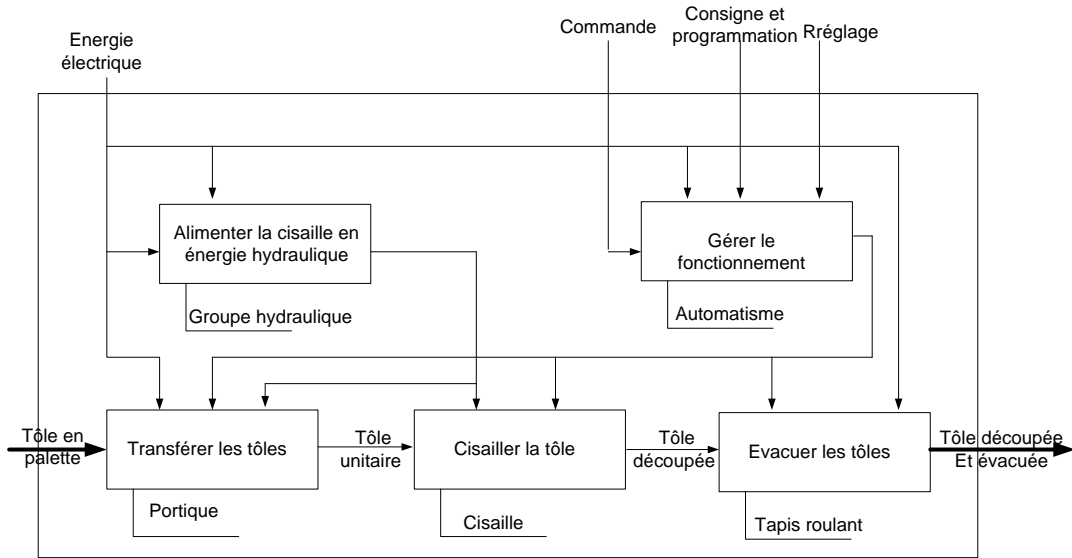 Energie
électrique
Commande
Consigne et
programmation
Rréglage
Alimenter la cisaille en
énergie hydraulique
Gérer le
fonctionnement
Groupe hydraulique
Automatisme
Tôle en
palette
Transférer les tôles
Tôle
unitaire
Cisailler la tôle
Tôle
découpée
Evacuer les tôles
Tôle découpée
Et évacuée
Portique
Cisaille
Tapis roulant